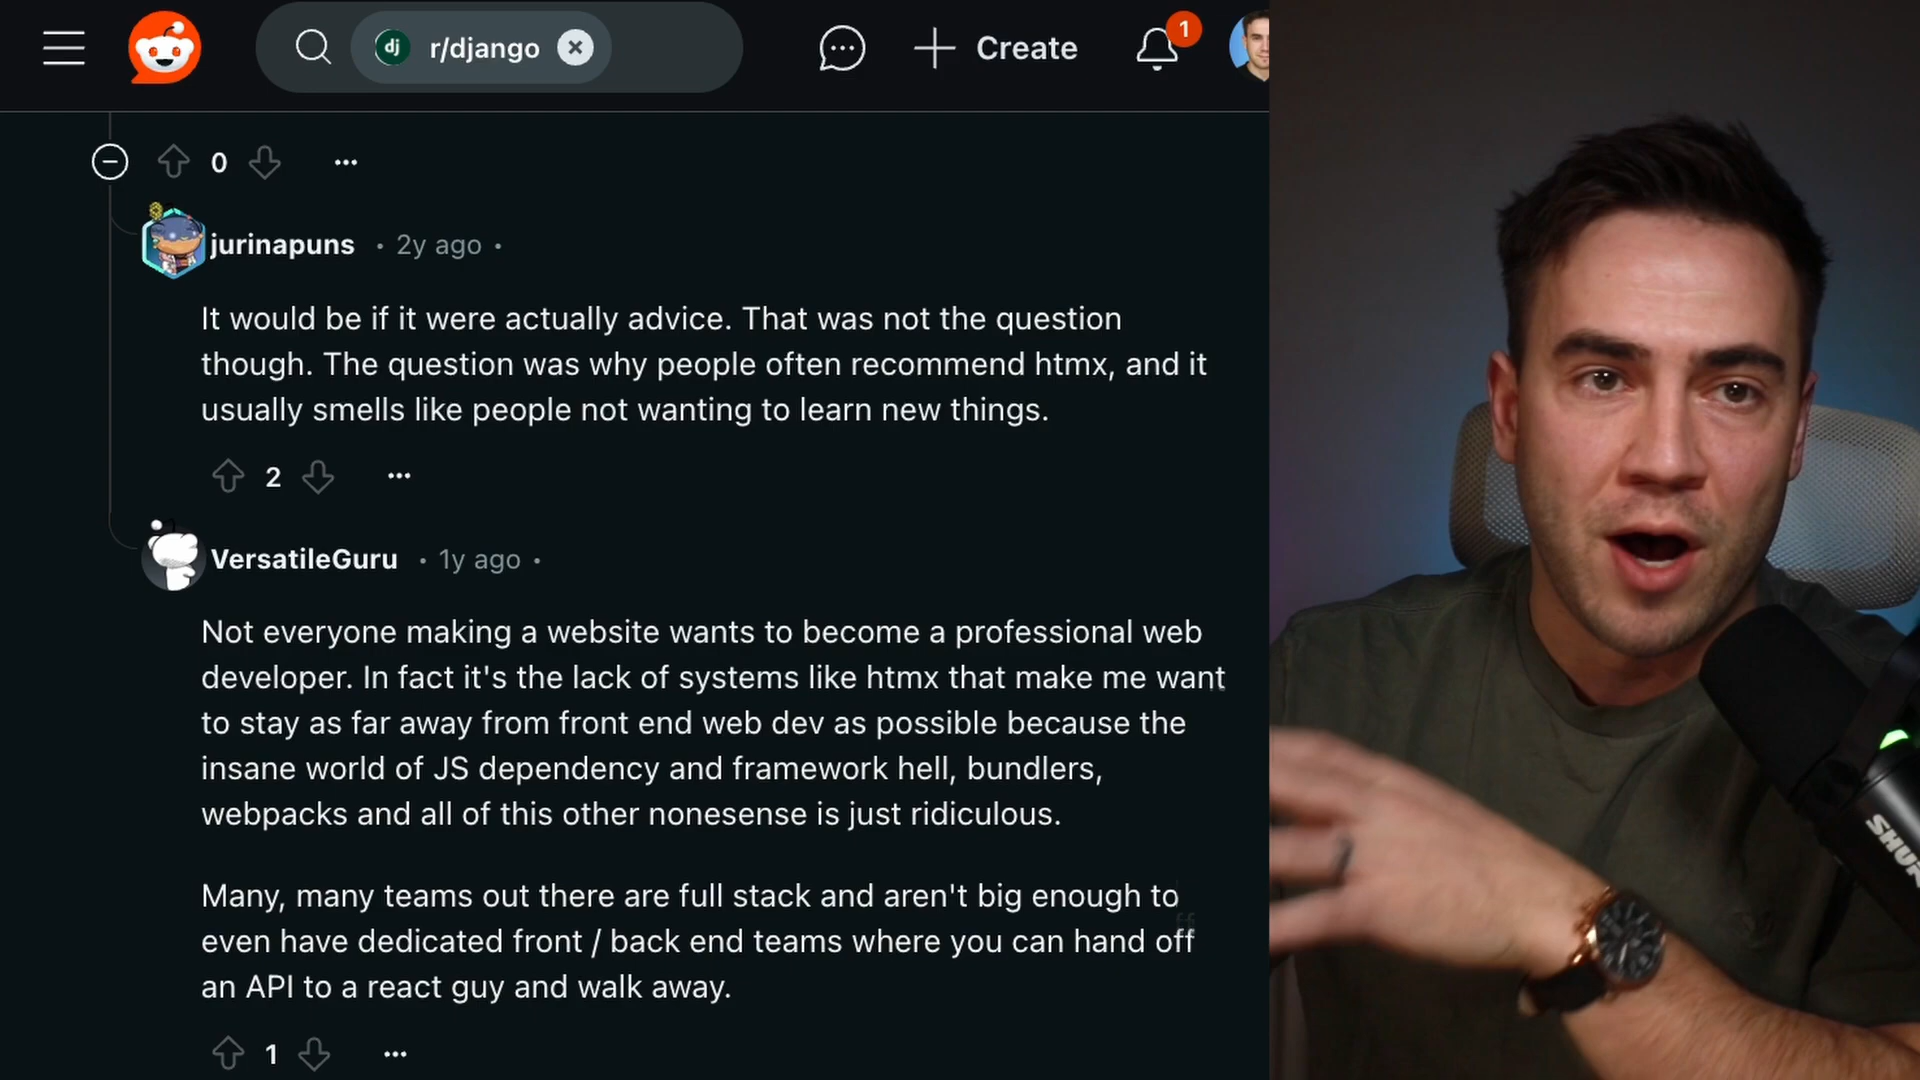 dj r/django
Create
1
0
jurinapuns • 2y ago •
It would be if it were actually advice. That was not the question
though. The question was why people often recommend htmx, and it
usually smells like people not wanting to learn new things.
2
VersatileGuru • 1y ago •
Not everyone making a website wants to become a professional web
developer. In fact it's the lack of systems like htmx that make me want
to stay as far away from front end web dev as possible because the
insane world of JS dependency and framework hell, bundlers,
webpacks and all of this other nonesense is just ridiculous.
Many, many teams out there are full stack and aren't big enough to
even have dedicated front / back end teams where you can hand off
an API to a react guy and walk away.
1
SHUR